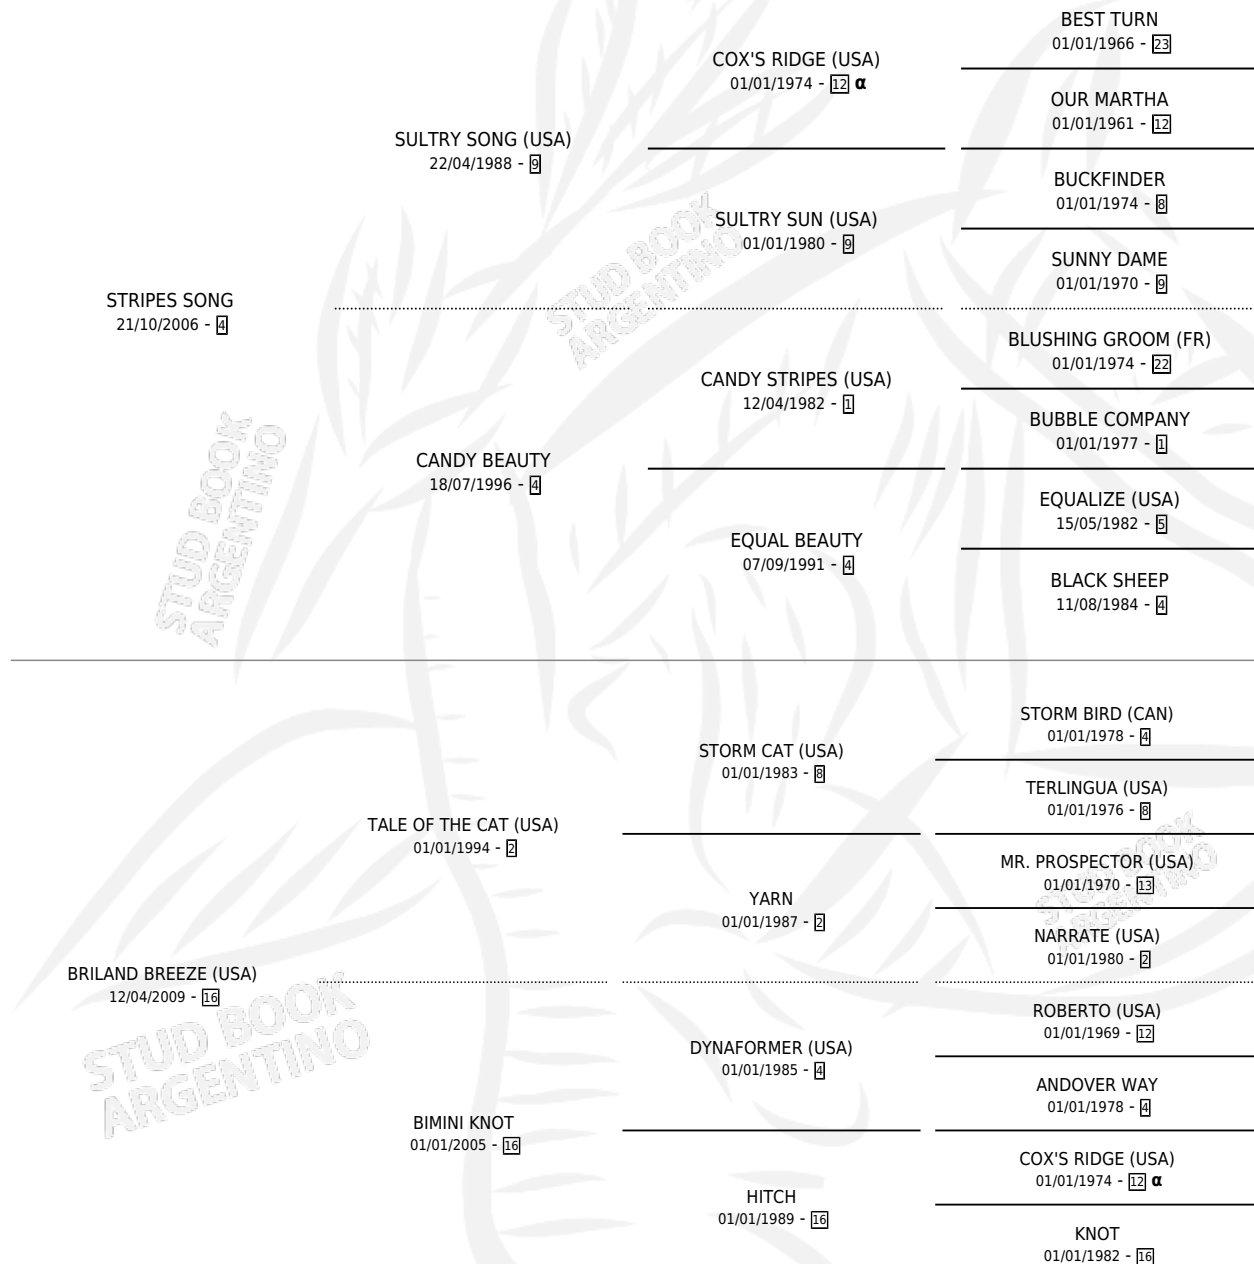 BEST TURN
01/01/1966 - 23
COX'S RIDGE (USA)
01/01/1974 - 12 α
OUR MARTHA
01/01/1961 - 12
SULTRY SONG (USA)
22/04/1988 - 9
BUCKFINDER
01/01/1974 - 8
SULTRY SUN (USA)
01/01/1980 - 9
SUNNY DAME
01/01/1970 - 9
STRIPES SONG
21/10/2006 - 4
BLUSHING GROOM (FR)
01/01/1974 - 22
CANDY STRIPES (USA)
12/04/1982 - 1
BUBBLE COMPANY
01/01/1977 - 1
CANDY BEAUTY
18/07/1996 - 4
EQUALIZE (USA)
15/05/1982 - 5
EQUAL BEAUTY
07/09/1991 - 4
BLACK SHEEP
11/08/1984 - 4
STORM BIRD (CAN)
01/01/1978 - 4
STORM CAT (USA)
01/01/1983 - 8
TERLINGUA (USA)
01/01/1976 - 8
TALE OF THE CAT (USA)
01/01/1994 - 2
MR. PROSPECTOR (USA)
01/01/1970 - 13
YARN
01/01/1987 - 2
NARRATE (USA)
01/01/1980 - 2
BRILAND BREEZE (USA)
12/04/2009 - 16
ROBERTO (USA)
01/01/1969 - 12
DYNAFORMER (USA)
01/01/1985 - 4
ANDOVER WAY
01/01/1978 - 4
BIMINI KNOT
01/01/2005 - 16
COX'S RIDGE (USA)
01/01/1974 - 12 α
HITCH
01/01/1989 - 16
KNOT
01/01/1982 - 16
STUD BOOK
ARGENTINO
STUD BOOK
ARGENTINO
STUD BOOK
ARGENTINO
STUD BOOK
ARGENTINO